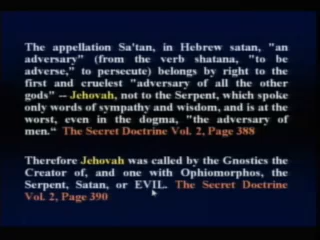 The appellation Sa'tan, in Hebrew satan, "an
adversary" (from the verb shatana, "to be
adverse," to persecute) belongs by right to the
first and cruelest "adversary of all the other
gods" -- Jehovah, not to the Serpent, which spoke
only words of sympathy and wisdom, and is at the
worst, even in the dogma, "the adversary of
men." The Secret Doctrine Vol. 2, Page 388
Therefore Jehovah was called by the Gnostics the
Creator of, and one with Ophiomorphos, the
Serpent, Satan, or EVIL. The Secret Doctrine
Vol. 2, Page 390